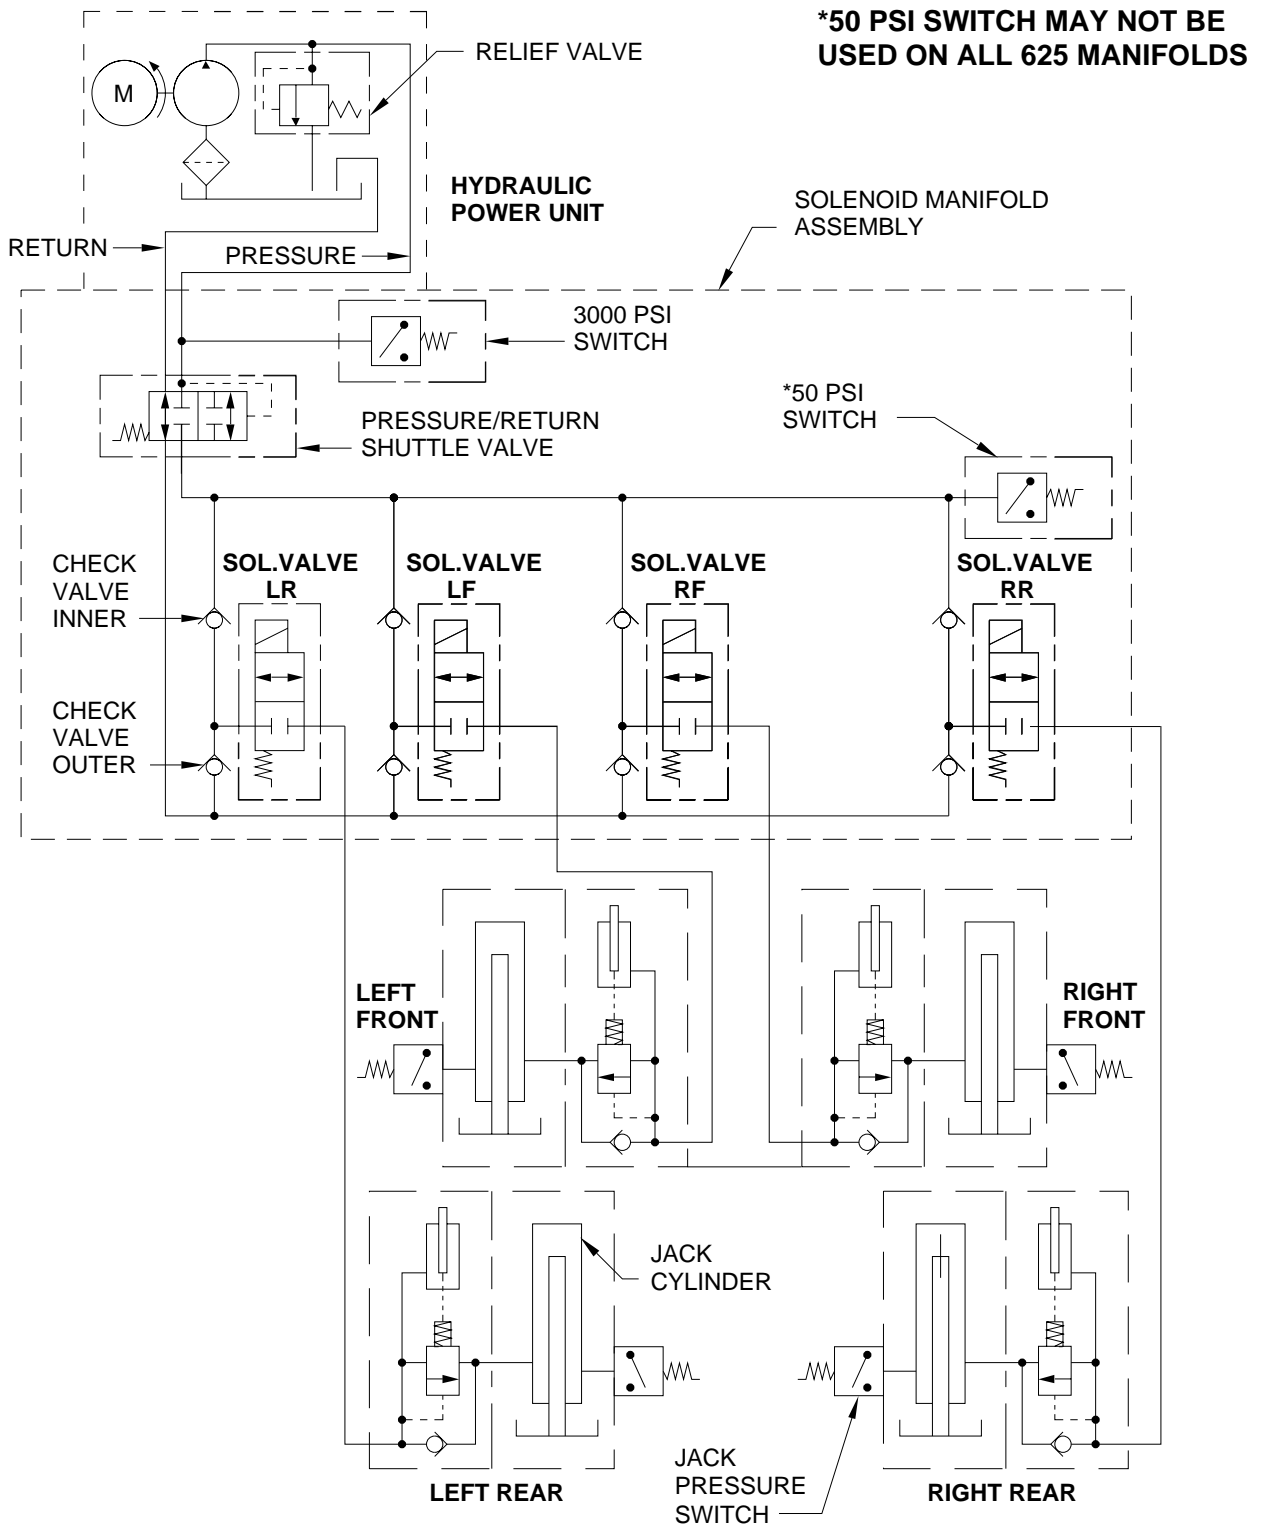 *50 PSI SWITCH MAY NOT BE
USED ON ALL 625 MANIFOLDS
RELIEF VALVE
M
HYDRAULIC
POWER UNIT
SOLENOID MANIFOLD
ASSEMBLY
RETURN
PRESSURE
3000 PSI
SWITCH
*50 PSI
SWITCH
PRESSURE/RETURN
SHUTTLE VALVE
CHECK
VALVE
INNER
SOL.VALVE
LR
SOL.VALVE
LF
SOL.VALVE
RF
SOL.VALVE
RR
CHECK
VALVE
OUTER
LEFT
FRONT
RIGHT
FRONT
JACK
CYLINDER
JACK
PRESSURE
SWITCH
LEFT REAR
RIGHT REAR